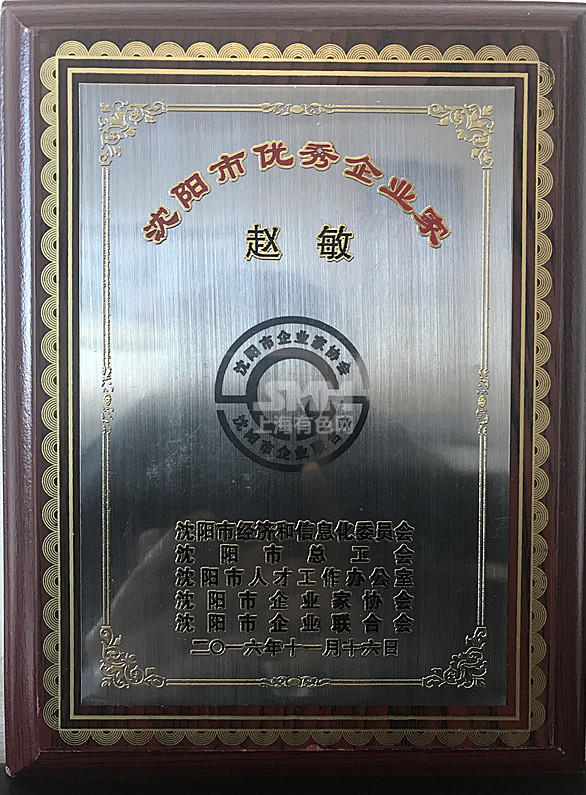 沈阳市优秀企业家
赵敏
沈阳市企业家协会
SMM
上海有色网
沈阳市企业联合会
沈阳市经济和信息化委员会
沈阳市总工会
沈阳市人才工作办公室
沈阳市企业家协会
沈阳市企业联合会
二〇一六年十一月十六日